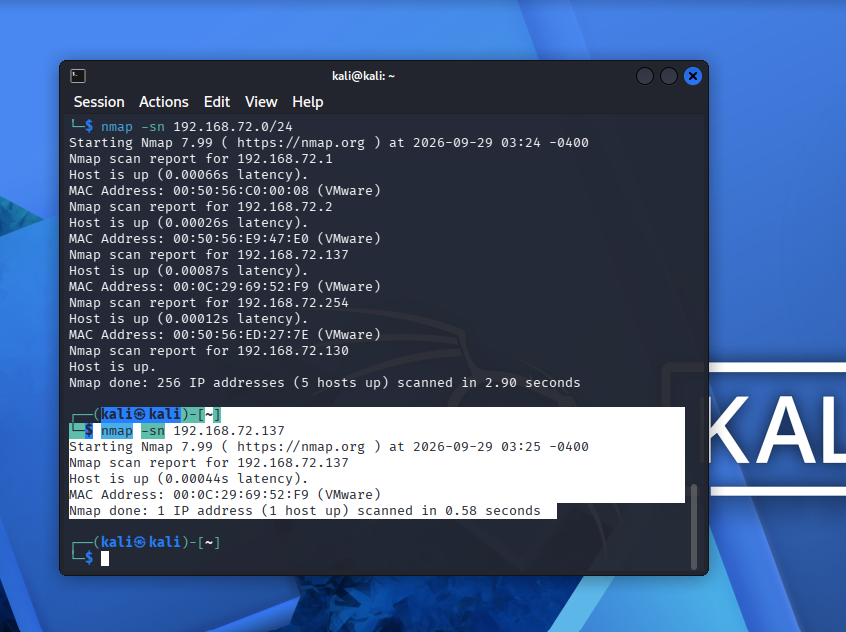 kali@kali: ~
Session Actions Edit View Help
└─$ nmap -sn 192.168.72.0/24
Starting Nmap 7.99 ( https://nmap.org ) at 2026-09-29 03:24 -0400
Nmap scan report for 192.168.72.1
Host is up (0.00066s latency).
MAC Address: 00:50:56:C0:00:08 (VMware)
Nmap scan report for 192.168.72.2
Host is up (0.00026s latency).
MAC Address: 00:50:56:E9:47:E0 (VMware)
Nmap scan report for 192.168.72.137
Host is up (0.00087s latency).
MAC Address: 00:0C:29:69:52:F9 (VMware)
Nmap scan report for 192.168.72.254
Host is up (0.00012s latency).
MAC Address: 00:50:56:ED:27:7E (VMware)
Nmap scan report for 192.168.72.130
Host is up.
Nmap done: 256 IP addresses (5 hosts up) scanned in 2.90 seconds
┌──(kali㉿kali)-[~]
└─$ nmap -sn 192.168.72.137
Starting Nmap 7.99 ( https://nmap.org ) at 2026-09-29 03:25 -0400
Nmap scan report for 192.168.72.137
Host is up (0.00044s latency).
MAC Address: 00:0C:29:69:52:F9 (VMware)
Nmap done: 1 IP address (1 host up) scanned in 0.58 seconds
┌──(kali㉿kali)-[~]
└─$
KAL